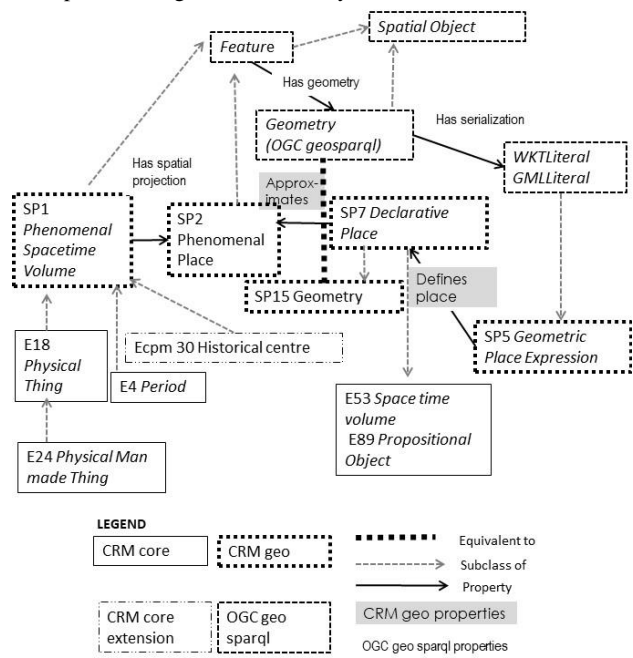 Spatial Object
Feature
Has geometry
Geometry
(OGC geosparql)
Has serialization
WKTLiteral
GMLLiteral
Has spatial
projection
Approx-
imates
SP1
Phenomenal
Spacetime
Volume
SP2
Phenomenal
Place
SP7 Declarative
Place
Defines
place
SP15 Geometry
SP5 Geometric
Place Expression
E18
Physical
Thing
Ecpm 30 Historical centre
E4 Period
E53 Space time
volume
E89 Propositional
Object
E24 Physical Man
made Thing
LEGEND
CRM core
CRM geo
Equivalent to
Subclass of
Property
CRM core
extension
OGC geo
sparql
CRM geo properties
OGC geo sparql properties